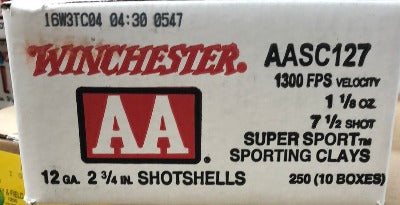 16W3TC04 04:30 0547
WINCHESTER®
AASC127
1300 FPS VELOCITY
1 1/8 OZ.
7 1/2 SHOT
AA®
SUPER SPORT™
SPORTING CLAYS
12 GA. 2 3/4 IN. SHOTSHELLS
250 (10 BOXES)